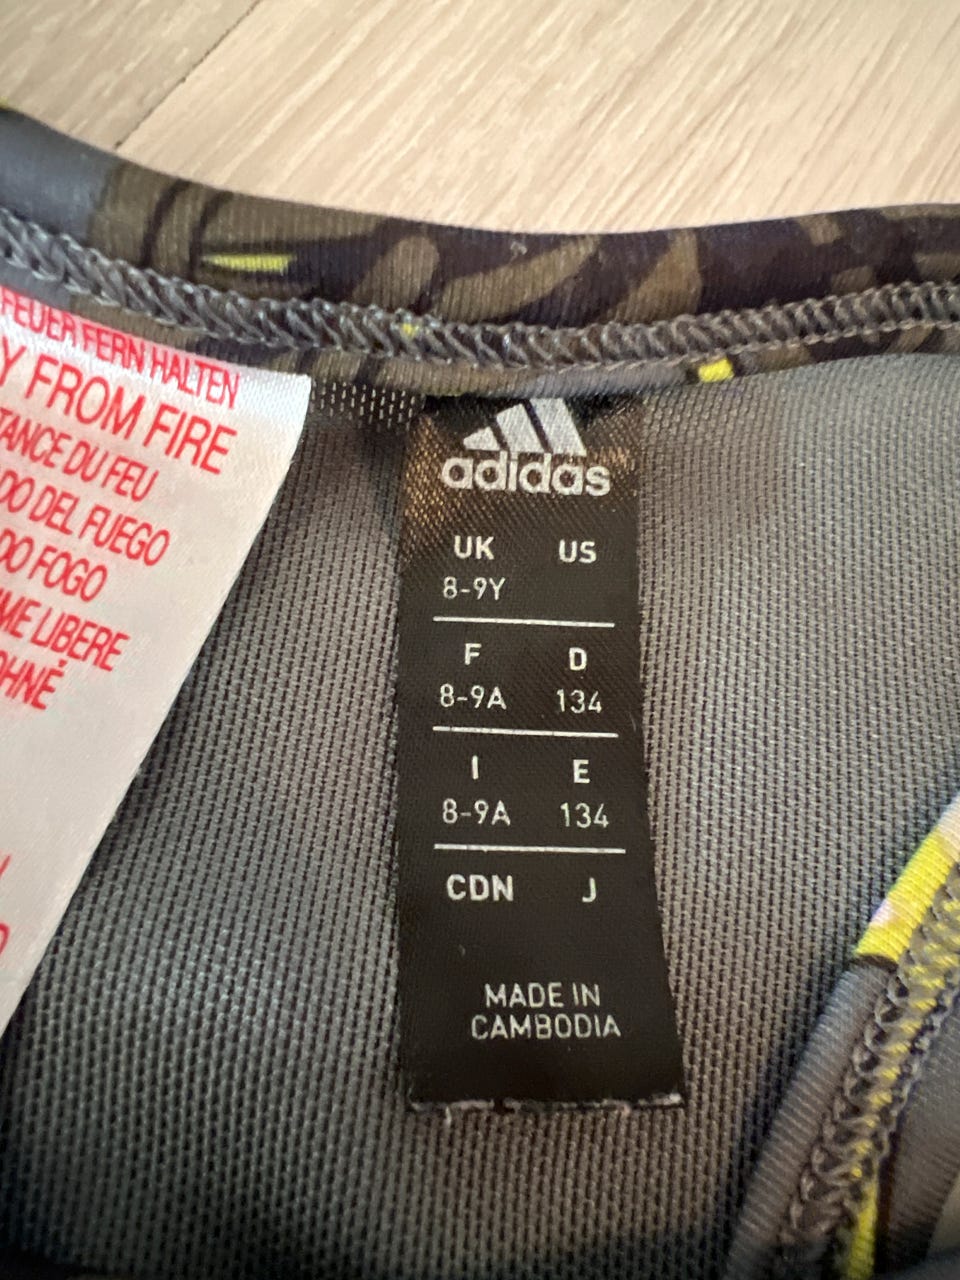 FEUER FERN HALTEN
Y FROM FIRE
TANCE DU FEU
DO DEL FUEGO
DO FOGO
ME LIBERE
OHNĚ
adidas
UK US
8-9Y
F D
8-9A 134
I E
8-9A 134
CDN J
MADE IN
CAMBODIA